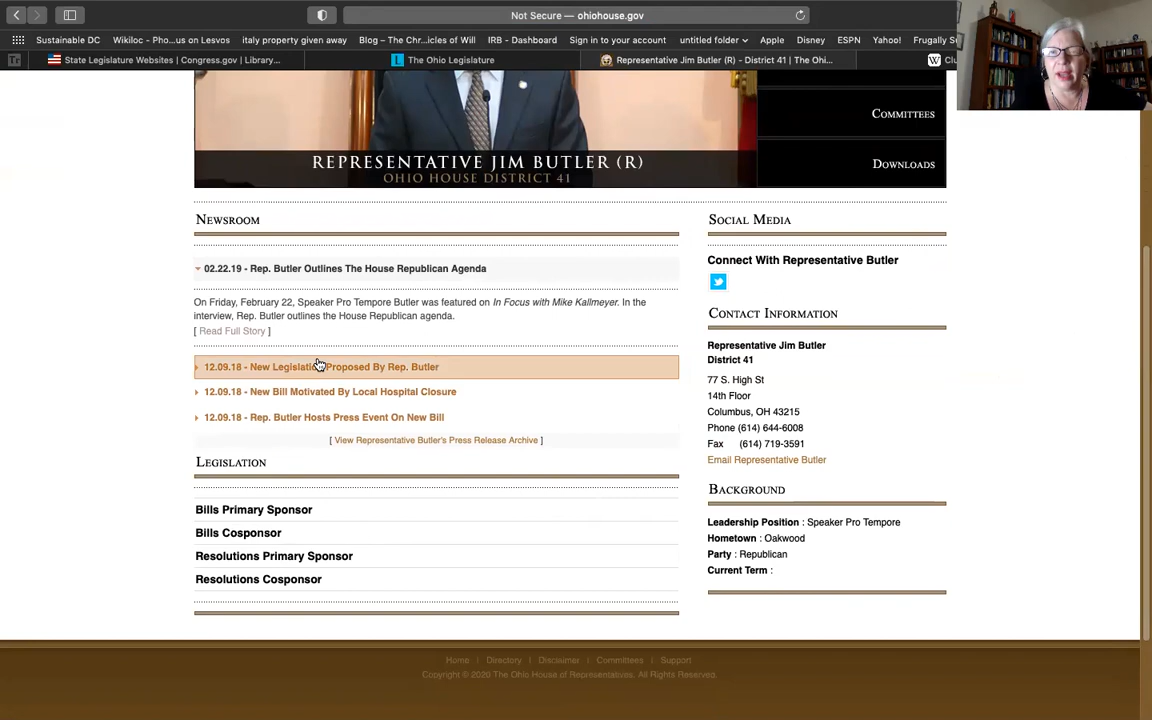 Not Secure — ohiohouse.gov
Sustainable DC
Wikiloc - Pho...us on Lesvos
italy property given away
Blog – The Chr...icles of Will
IRB - Dashboard
Sign in to your account
untitled folder
Apple
Disney
ESPN
Yahoo!
Frugally S
Tr
State Legislature Websites | Congress.gov | Library...
L The Ohio Legislature
Representative Jim Butler (R) - District 41 | The Ohi...
W Clu
COMMITTEES
DOWNLOADS
REPRESENTATIVE JIM BUTLER (R)
OHIO HOUSE DISTRICT 41
NEWSROOM
02.22.19 - Rep. Butler Outlines The House Republican Agenda
On Friday, February 22, Speaker Pro Tempore Butler was featured on In Focus with Mike Kallmeyer. In the
interview, Rep. Butler outlines the House Republican agenda.
[ Read Full Story ]
12.09.18 - New Legislation Proposed By Rep. Butler
12.09.18 - New Bill Motivated By Local Hospital Closure
12.09.18 - Rep. Butler Hosts Press Event On New Bill
[ View Representative Butler's Press Release Archive ]
LEGISLATION
Bills Primary Sponsor
Bills Cosponsor
Resolutions Primary Sponsor
Resolutions Cosponsor
SOCIAL MEDIA
Connect With Representative Butler
CONTACT INFORMATION
Representative Jim Butler
District 41
77 S. High St
14th Floor
Columbus, OH 43215
Phone (614) 644-6008
Fax (614) 719-3591
Email Representative Butler
BACKGROUND
Leadership Position : Speaker Pro Tempore
Hometown : Oakwood
Party : Republican
Current Term :
Home | Directory | Disclaimer | Committees | Support
Copyright © 2020 The Ohio House of Representatives. All Rights Reserved.